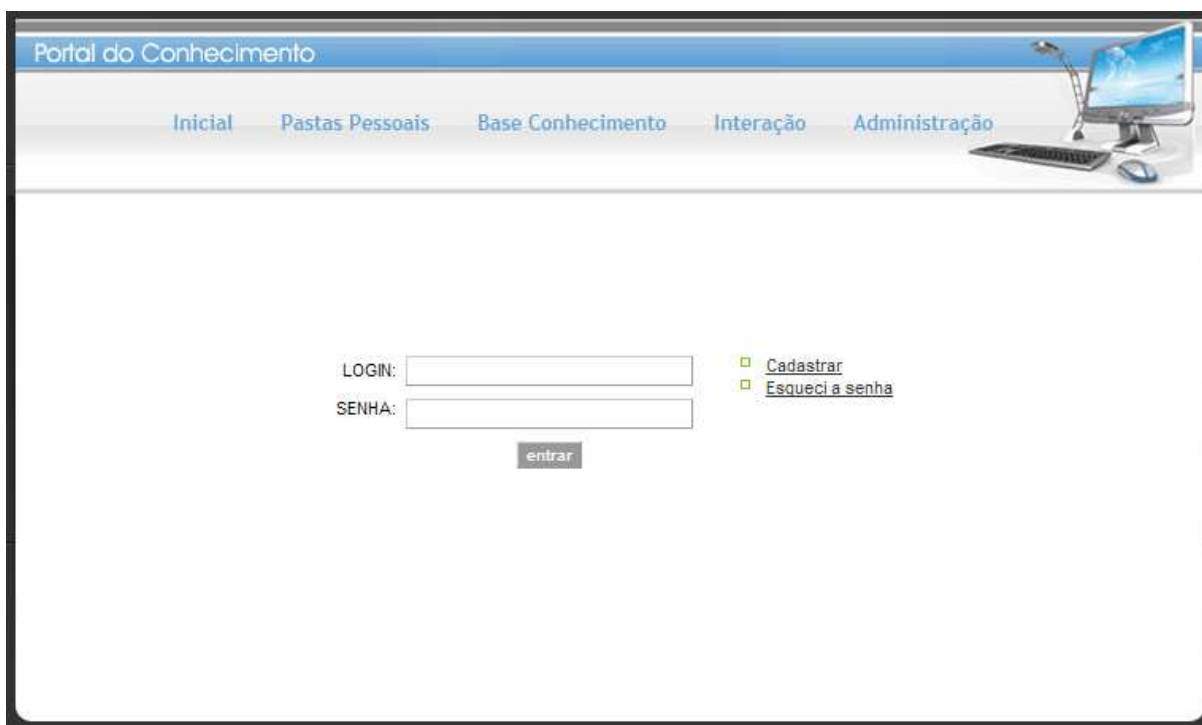 Portal do Conhecimento
Inicial Pastas Pessoais Base Conhecimento Interação Administração
LOGIN:
Cadastrar
Esqueci a senha
SENHA:
entrar